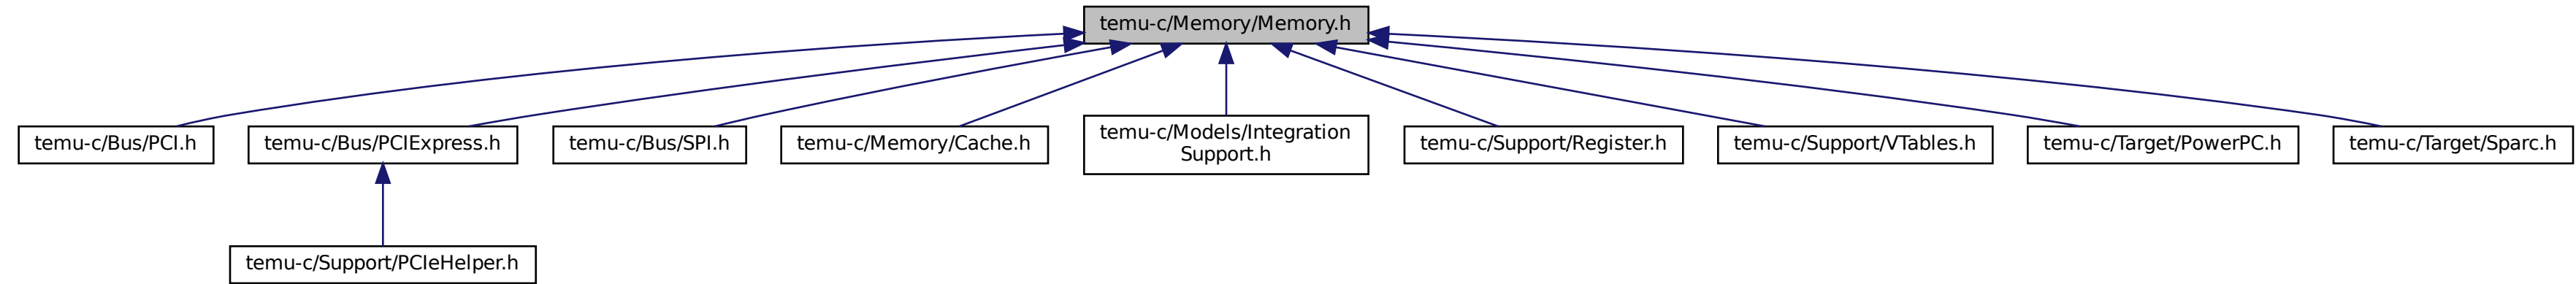 temu-c/Memory/Memory.h
temu-c/Bus/PCI.h
temu-c/Bus/PCIExpress.h
temu-c/Bus/SPI.h
temu-c/Memory/Cache.h
temu-c/Models/Integration
Support.h
temu-c/Support/Register.h
temu-c/Support/VTables.h
temu-c/Target/PowerPC.h
temu-c/Target/Sparc.h
temu-c/Support/PCIeHelper.h